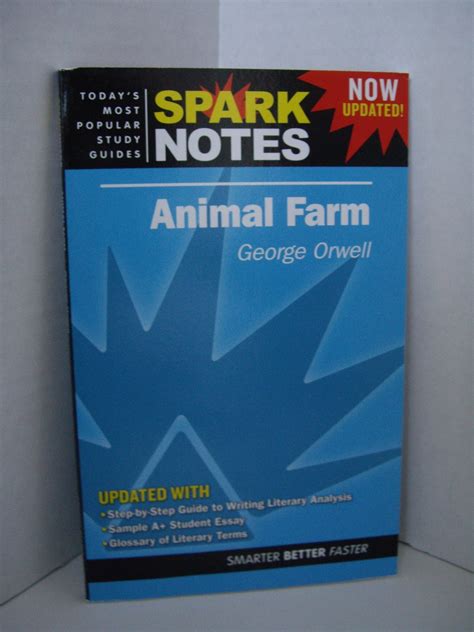 TODAY'S
MOST
POPULAR
STUDY
GUIDES
SPARK
NOTES
NOW
UPDATED!
Animal Farm
George Orwell
UPDATED WITH
•Step-by-Step Guide to Writing Literary Analysis
•Sample A+ Student Essay
•Glossary of Literary Terms
SMARTER BETTER FASTER